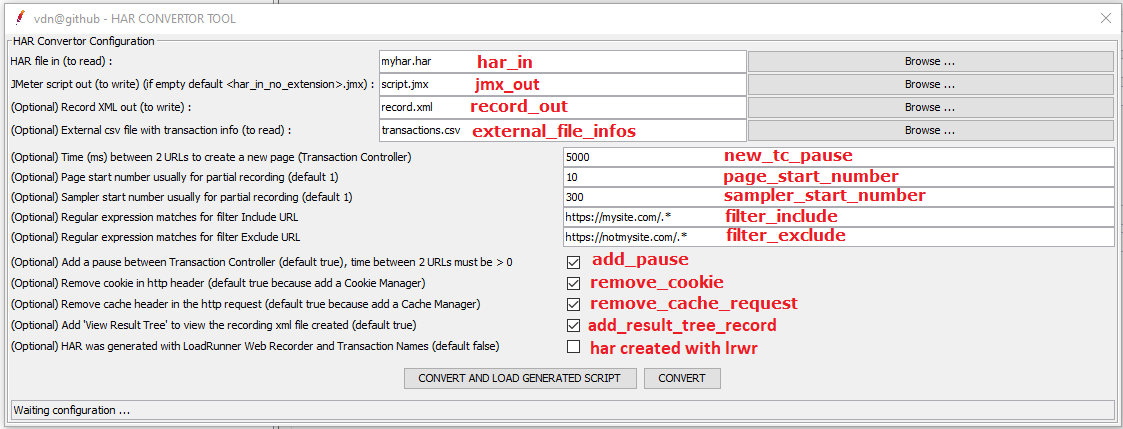 vdn@github - HAR CONVERTOR TOOL
HAR Convertor Configuration
HAR file in (to read) : myhar.har har_in Browse ...
JMeter script out (to write) (if empty default <har_in_no_extension>.jmx) : script.jmx jmx_out Browse ...
(Optional) Record XML out (to write) : record.xml record_out Browse ...
(Optional) External csv file with transaction info (to read) : transactions.csv external_file_infos Browse ...
(Optional) Time (ms) between 2 URLs to create a new page (Transaction Controller) 5000 new_tc_pause
(Optional) Page start number usually for partial recording (default 1) 10 page_start_number
(Optional) Sampler start number usually for partial recording (default 1) 300 sampler_start_number
(Optional) Regular expression matches for filter Include URL https://mysite.com/.* filter_include
(Optional) Regular expression matches for filter Exclude URL https://notmysite.com/.* filter_exclude
(Optional) Add a pause between Transaction Controller (default true), time between 2 URLs must be > 0 add_pause
(Optional) Remove cookie in http header (default true because add a Cookie Manager) remove_cookie
(Optional) Remove cache header in the http request (default true because add a Cache Manager) remove_cache_request
(Optional) Add 'View Result Tree' to view the recording xml file created (default true) add_result_tree_record
(Optional) HAR was generated with LoadRunner Web Recorder and Transaction Names (default false) har created with lrwr
CONVERT AND LOAD GENERATED SCRIPT CONVERT
Waiting configuration ...